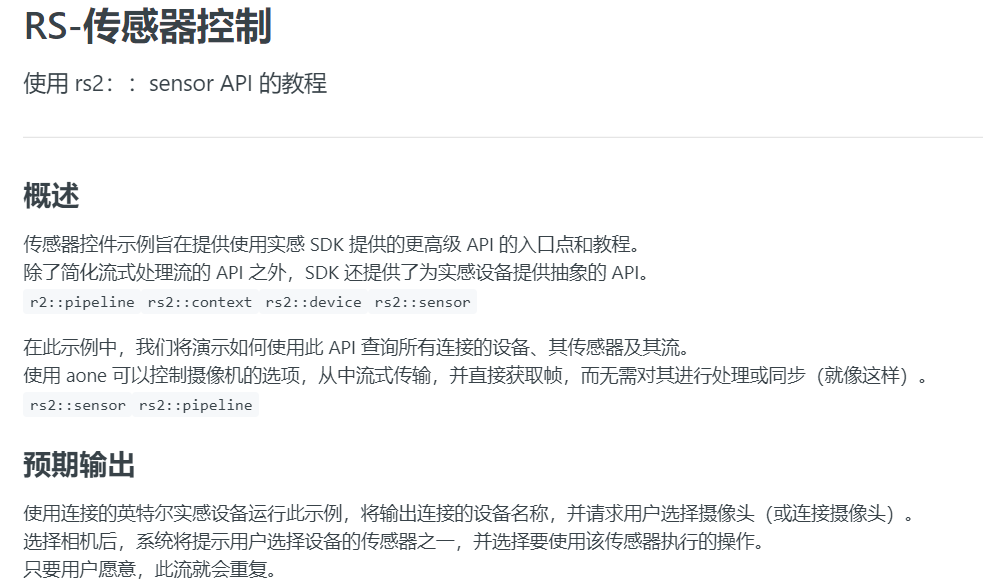 RS-传感器控制
使用 rs2：：sensor API 的教程
概述
传感器控件示例旨在提供使用实感 SDK 提供的更高级 API 的入口点和教程。
除了简化流式处理流的 API 之外，SDK 还提供了为实感设备提供抽象的 API。
r2::pipeline rs2::context rs2::device rs2::sensor
在此示例中，我们将演示如何使用此 API 查询所有连接的设备、其传感器及其流。
使用 aone 可以控制摄像机的选项，从中流式传输，并直接获取帧，而无需对其进行处理或同步（就像这样）。
rs2::sensor rs2::pipeline
预期输出
使用连接的英特尔实感设备运行此示例，将输出连接的设备名称，并请求用户选择摄像头（或连接摄像头）。
选择相机后，系统将提示用户选择设备的传感器之一，并选择要使用该传感器执行的操作。
只要用户愿意，此流就会重复。